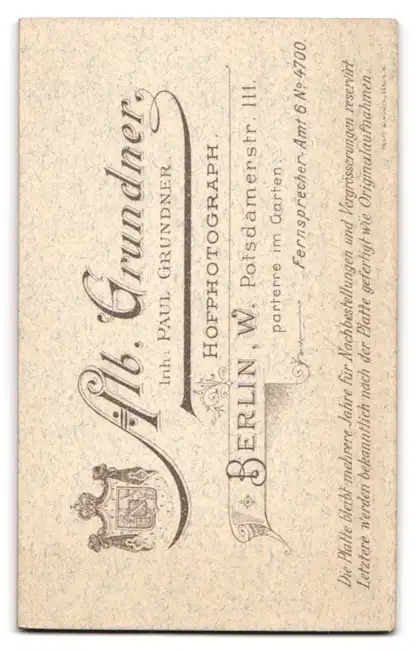 Alb. Grundner.
Inh: PAUL GRUNDNER.
HOFPHOTOGRAPH.
BERLIN, W. Potsdamerstr. 111.
parterre im Garten.
Fernsprecher-Amt 6 No. 4700.
Die Platte bleibt mehrere Jahre für Nachbestellungen und Vergrösserungen reservirt
Letztere werden bekanntlich nach der Platte gefertigt wie Originalaufnahmen.